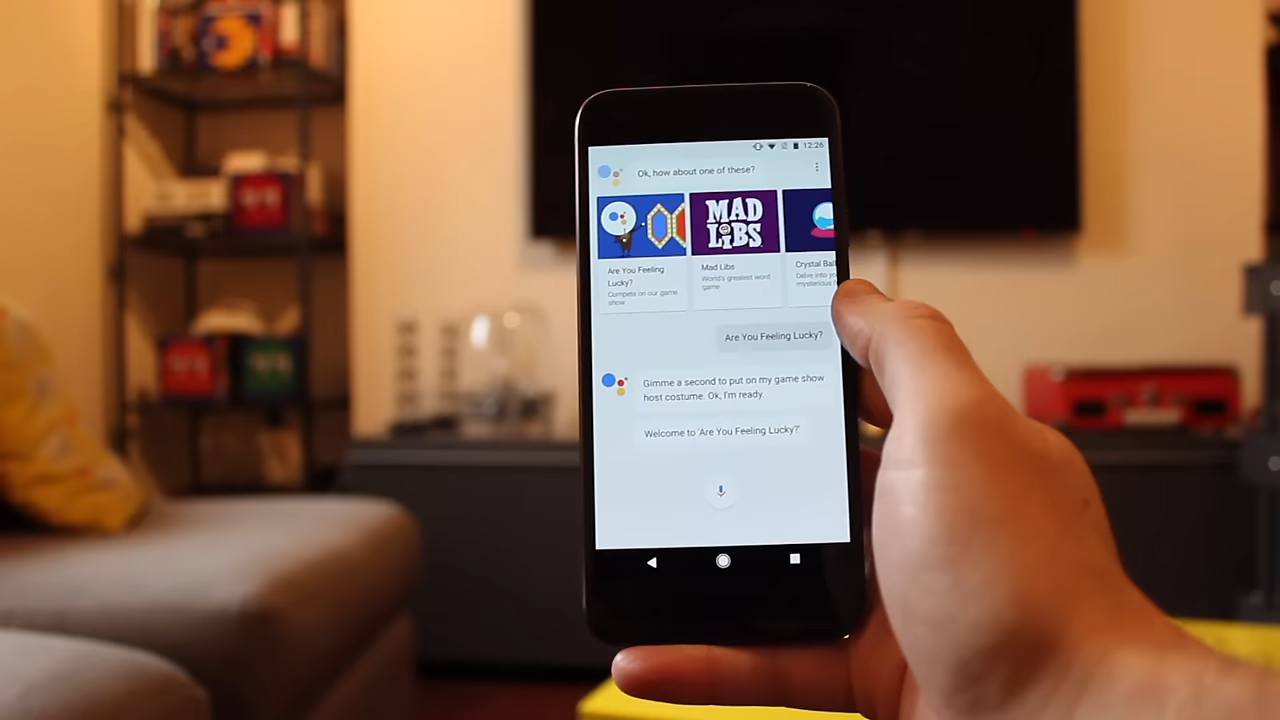 12:26
Ok, how about one of these?
MAD
LiBS
Are You Feeling
Lucky?
Compete on our game
show
Mad Libs
World's greatest word
game
Crystal Ball
Delve into yo
mysterious
Are You Feeling Lucky?
Gimme a second to put on my game show
host costume. Ok, I'm ready.
Welcome to 'Are You Feeling Lucky?'